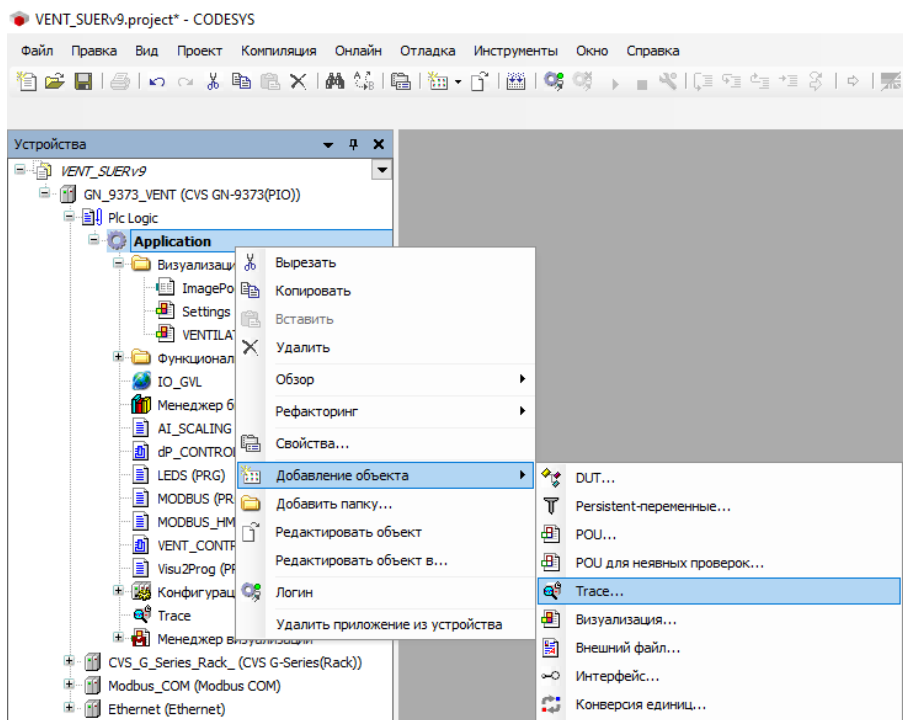 VENT_SUERv9.project* - CODESYS
Файл Правка Вид Проект Компиляция Онлайн Отладка Инструменты Окно Справка
Устройства
VENT_SUERv9
GN_9373_VENT (CVS GN-9373(PIO))
Plc Logic
Application
Визуализаци
ImagePo
Settings
VENTILAT
Функционал
IO_GVL
Менеджер б
AI_SCALING
dP_CONTROL
LEDS (PRG)
MODBUS (PR
MODBUS_HM
VENT_CONTR
Visu2Prog (PR
Конфигурац
Trace
Менеджер визуализации
CVS_G_Series_Rack_ (CVS G-Series(Rack))
Modbus_COM (Modbus COM)
Ethernet (Ethernet)
Вырезать
Копировать
Вставить
Удалить
Обзор
Рефакторинг
Свойства...
Добавление объекта
Добавить папку...
Редактировать объект
Редактировать объект в...
Логин
Удалить приложение из устройства
DUT...
Persistent-переменные...
POU...
POU для неявных проверок...
Trace...
Визуализация...
Внешний файл...
Интерфейс...
Конверсия единиц...